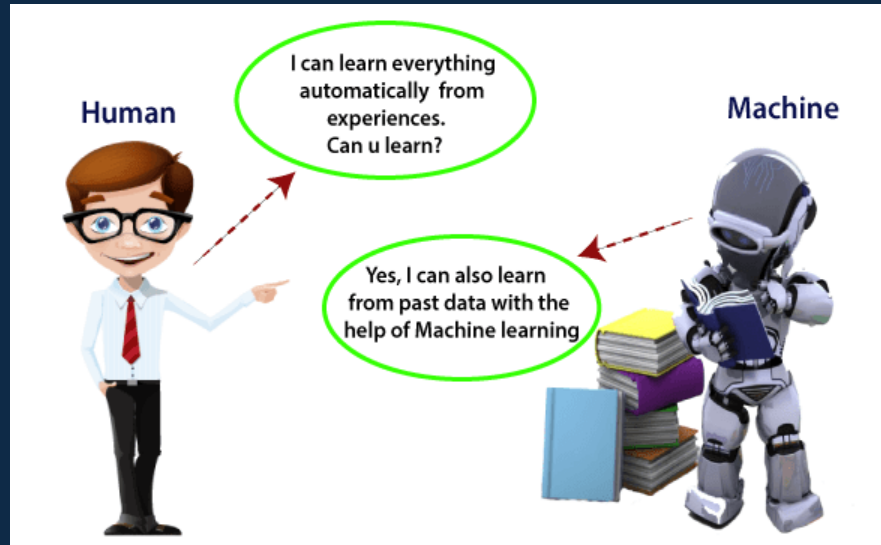 Human
I can learn everything
automatically from
experiences.
Can u learn?
Machine
Yes, I can also learn
from past data with the
help of Machine learning